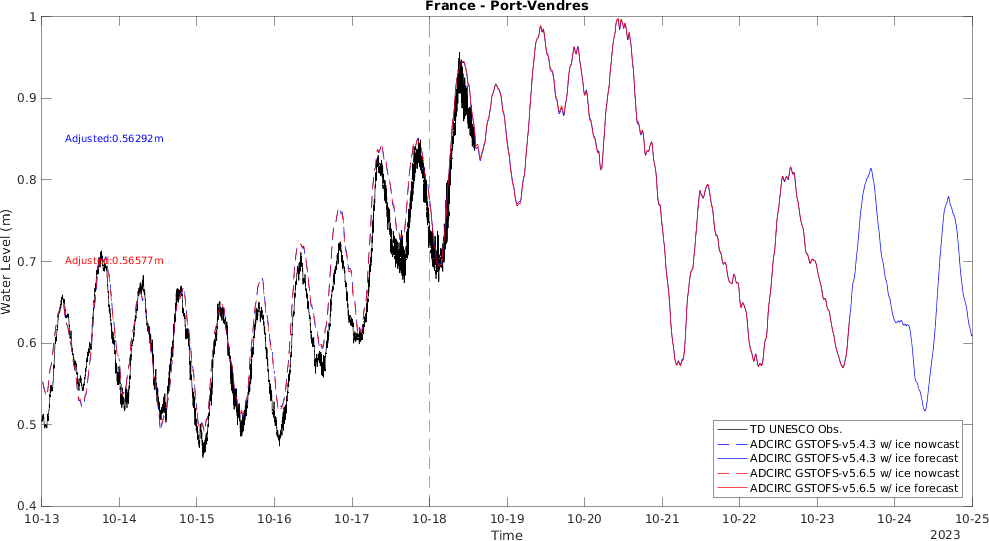 France - Port-Vendres
1
0.9
0.8
0.7
0.6
0.5
0.4
Water Level (m)
Adjusted:0.56292m
Adjusted:0.56577m
TD UNESCO Obs.
ADCIRC GSTOFS-v5.4.3 w/ ice nowcast
ADCIRC GSTOFS-v5.4.3 w/ ice forecast
ADCIRC GSTOFS-v5.6.5 w/ ice nowcast
ADCIRC GSTOFS-v5.6.5 w/ ice forecast
10-13 10-14 10-15 10-16 10-17 10-18 10-19 10-20 10-21 10-22 10-23 10-24 10-25
Time
2023